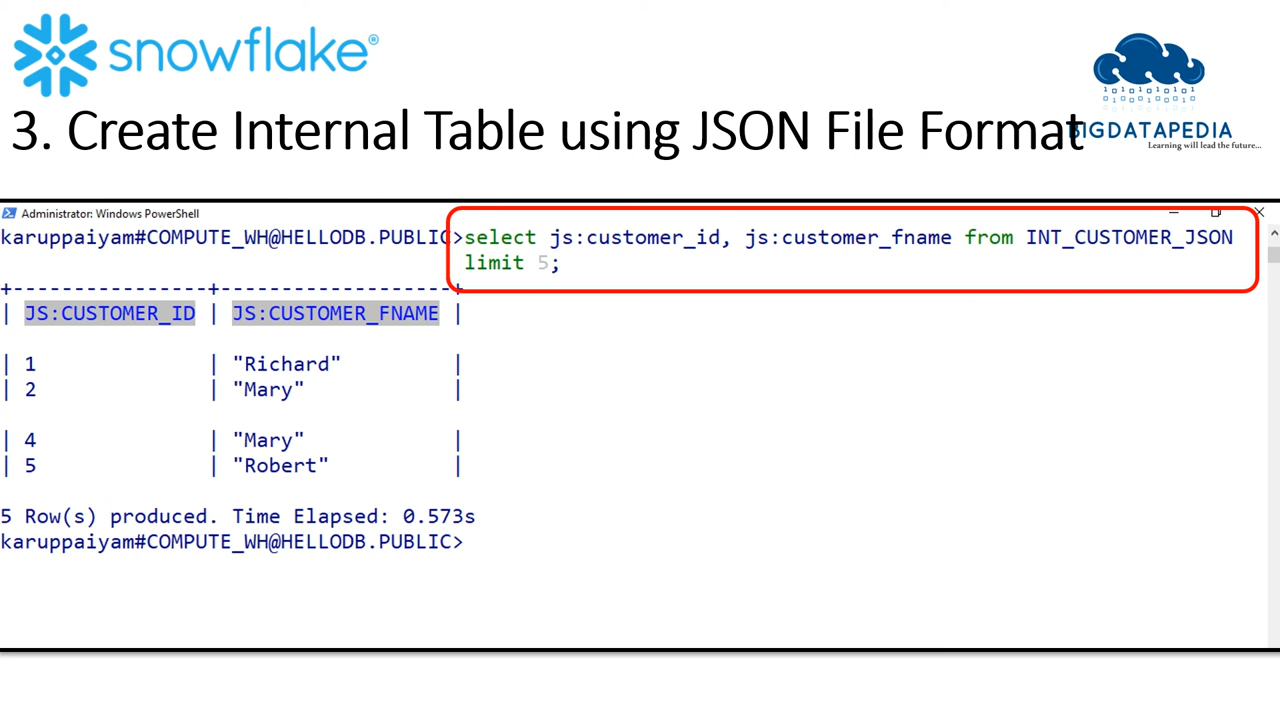 snowflake®
3. Create Internal Table using JSON File Format
BIGDATAPEDIA
Learning will lead the future...
Administrator: Windows PowerShell
karuppaiyam#COMPUTE_WH@HELLODB.PUBLIC>select js:customer_id, js:customer_fname from INT_CUSTOMER_JSON
limit 5;
+----------------+--------------------+
| JS:CUSTOMER_ID | JS:CUSTOMER_FNAME |
| 1 | "Richard" |
| 2 | "Mary" |
| 4 | "Mary" |
| 5 | "Robert" |
5 Row(s) produced. Time Elapsed: 0.573s
karuppaiyam#COMPUTE_WH@HELLODB.PUBLIC>